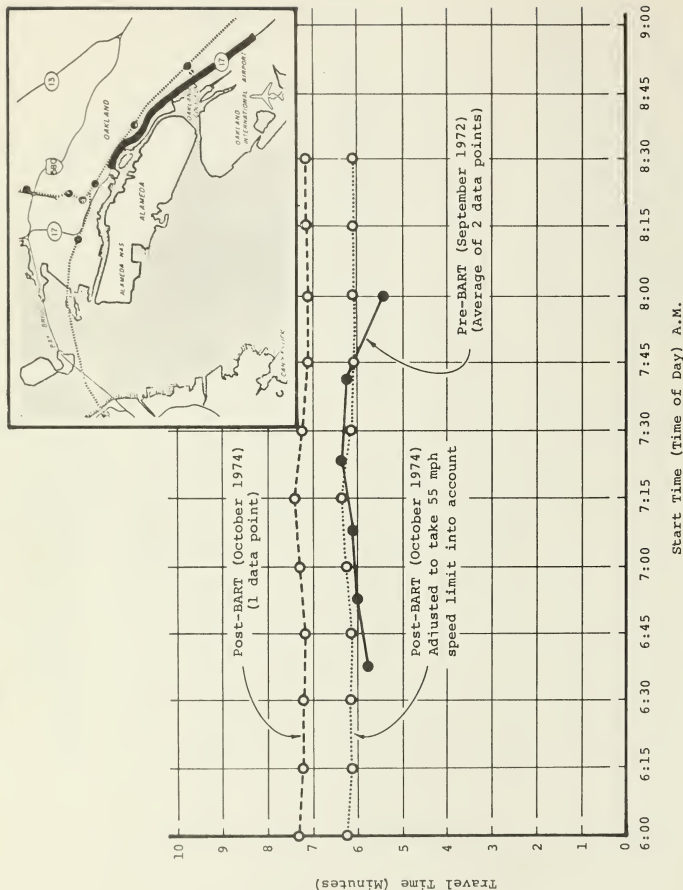 13
580
17
OAKLAND
17
ALAMEDA
ALAMEDA NAS
OAKLAND
INTERNATIONAL AIRPORT
Post-BART (October 1974)
(1 data point)
Pre-BART (September 1972)
(Average of 2 data points)
Post-BART (October 1974)
Adjusted to take 55 mph
speed limit into account
10
9
8
7
6
5
4
3
2
1
0
Travel Time (Minutes)
6:00
6:15
6:30
6:45
7:00
7:15
7:30
7:45
8:00
8:15
8:30
8:45
9:00
Start Time (Time of Day) A.M.